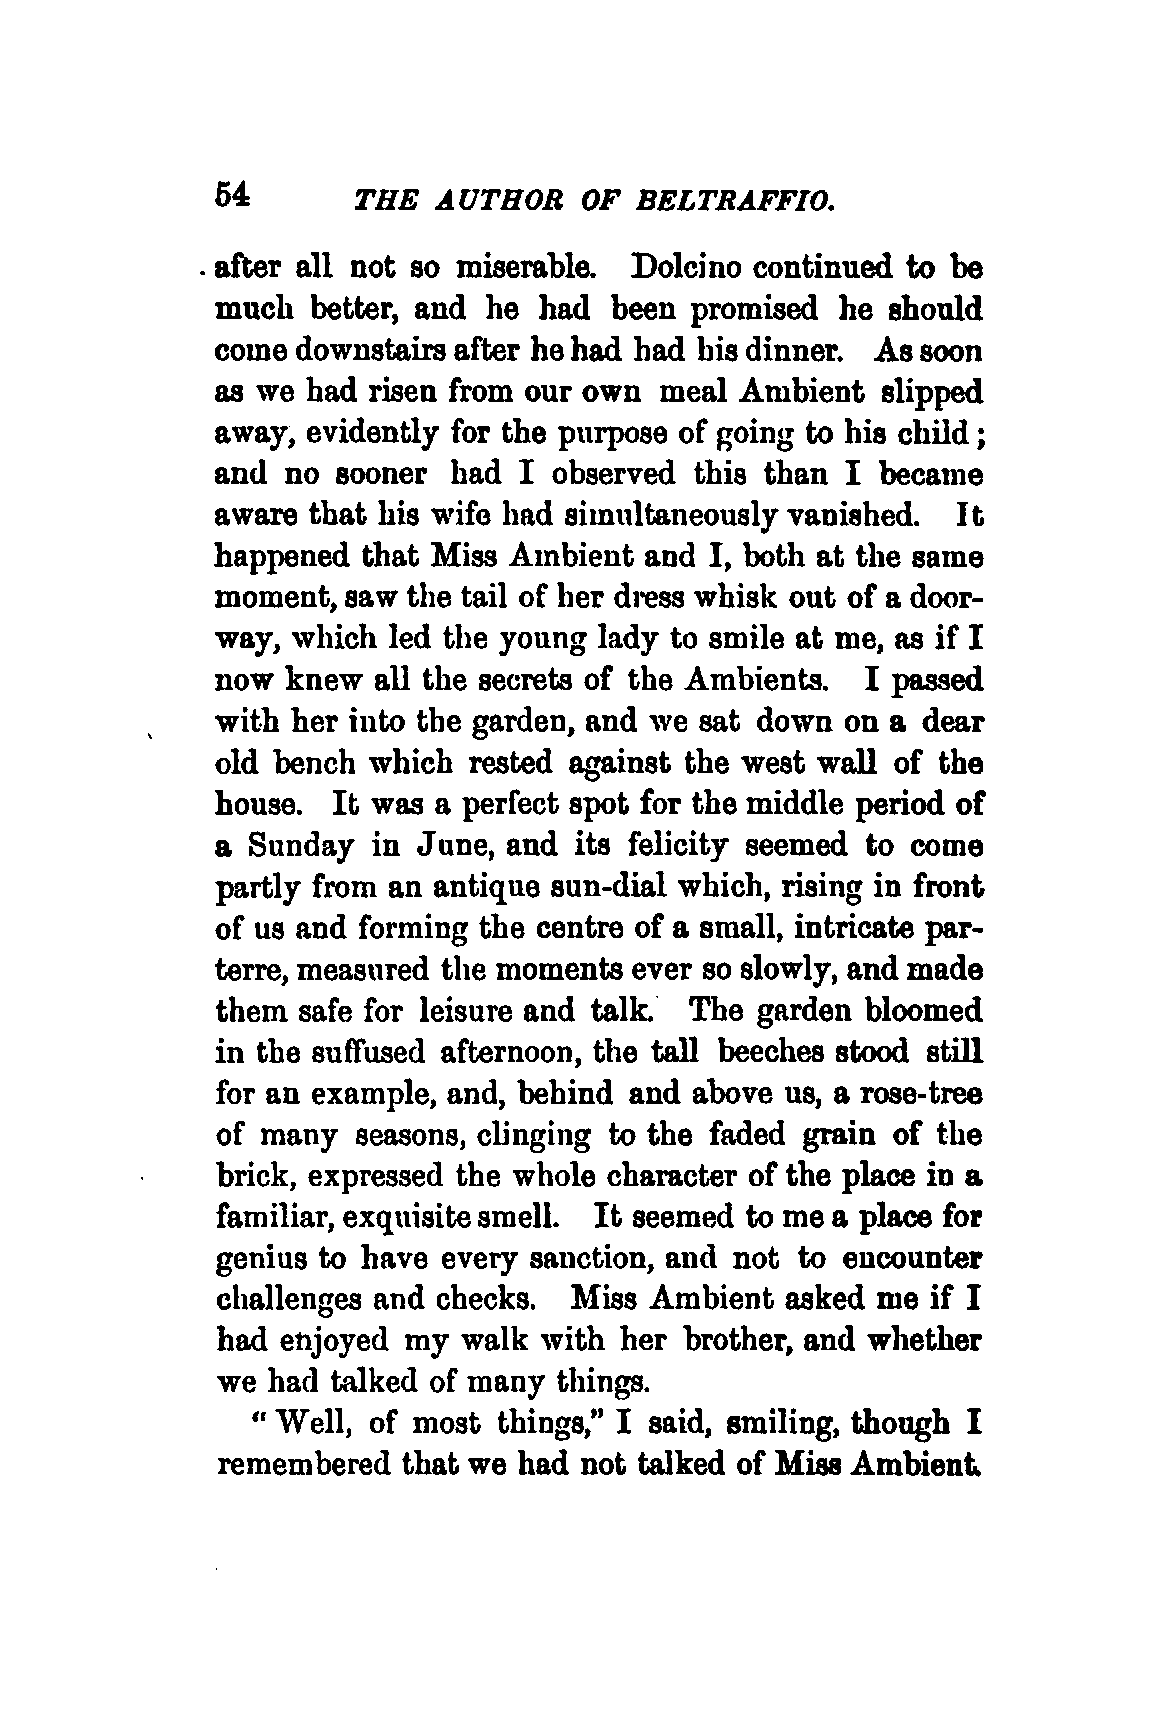 54 THE AUTHOR OF BELTRAFFIO.
after all not so miserable. Dolcino continued to be
much better, and he had been promised he should
come downstairs after he had had his dinner. As soon
as we had risen from our own meal Ambient slipped
away, evidently for the purpose of going to his child;
and no sooner had I observed this than I became
aware that his wife had simultaneously vanished. It
happened that Miss Ambient and I, both at the same
moment, saw the tail of her dress whisk out of a door-
way, which led the young lady to smile at me, as if I
now knew all the secrets of the Ambients. I passed
with her into the garden, and we sat down on a dear
old bench which rested against the west wall of the
house. It was a perfect spot for the middle period of
a Sunday in June, and its felicity seemed to come
partly from an antique sun-dial which, rising in front
of us and forming the centre of a small, intricate par-
terre, measured the moments ever so slowly, and made
them safe for leisure and talk. The garden bloomed
in the suffused afternoon, the tall beeches stood still
for an example, and, behind and above us, a rose-tree
of many seasons, clinging to the faded grain of the
brick, expressed the whole character of the place in a
familiar, exquisite smell. It seemed to me a place for
genius to have every sanction, and not to encounter
challenges and checks. Miss Ambient asked me if I
had enjoyed my walk with her brother, and whether
we had talked of many things.
"Well, of most things," I said, smiling, though I
remembered that we had not talked of Miss Ambient.